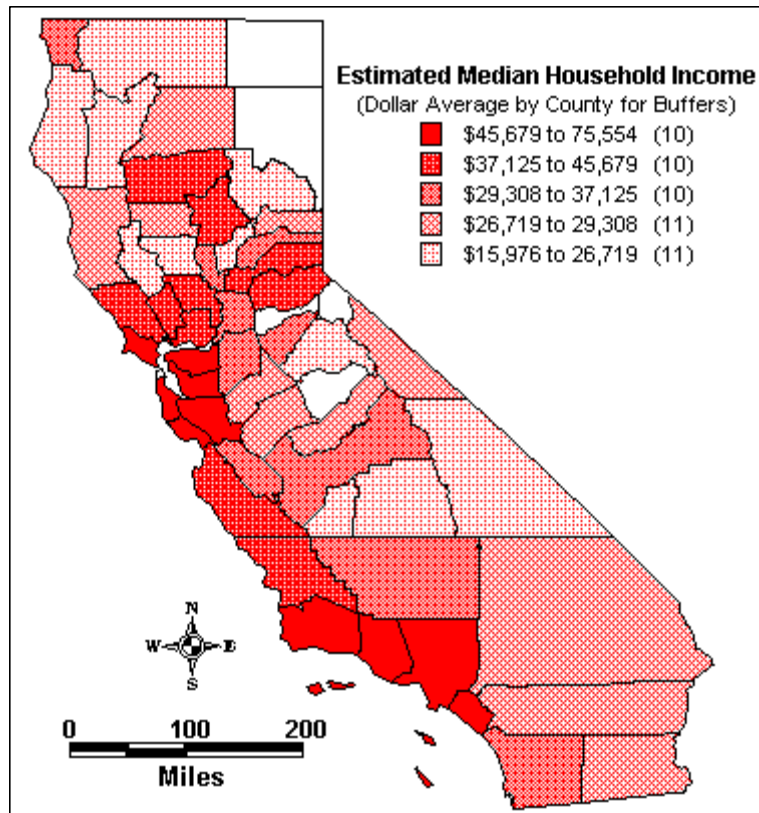 Estimated Median Household Income
(Dollar Average by County for Buffers)
$45,679 to 75,554 (10)
$37,125 to 45,679 (10)
$29,308 to 37,125 (10)
$26,719 to 29,308 (11)
$15,976 to 26,719 (11)
N
W E
S
0 100 200
Miles